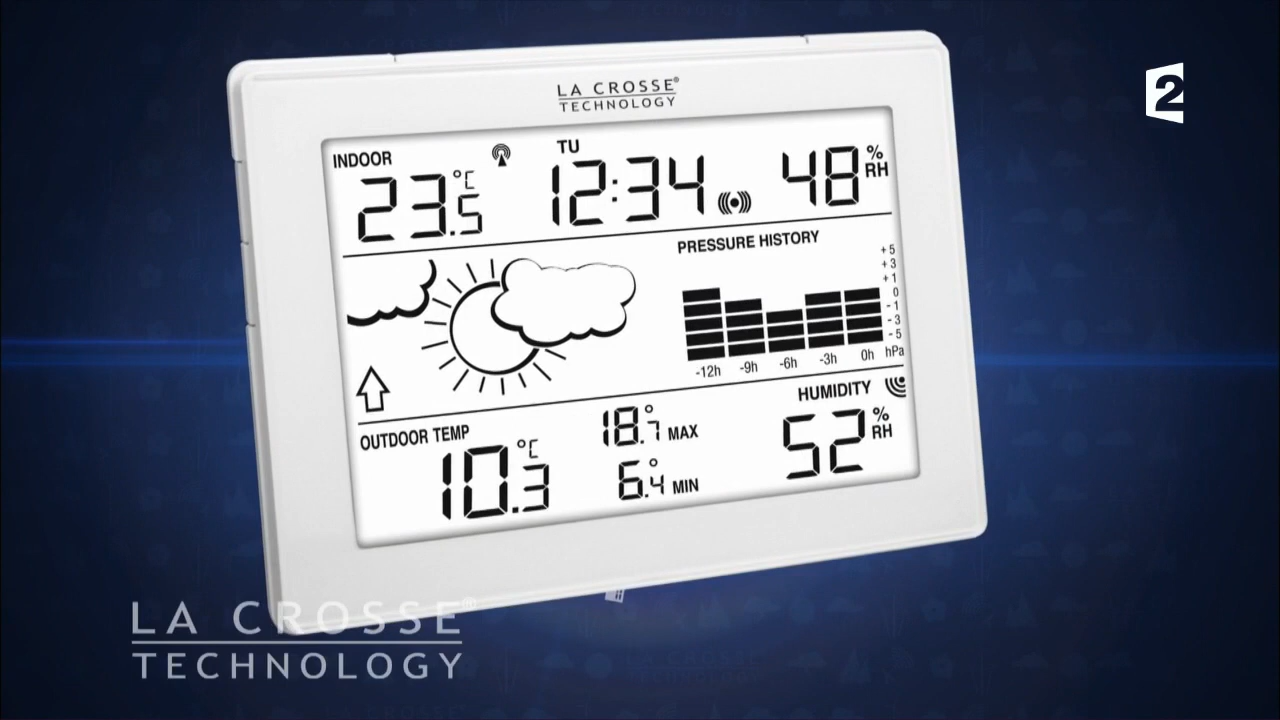 LA CROSSE®
TECHNOLOGY
2
INDOOR
TU
23.5 °C
12:34
48 % RH
PRESSURE HISTORY
+5
+3
+1
0
-1
-3
-5
-12h -9h -6h -3h 0h hPa
OUTDOOR TEMP
10.3 °C
18.7° MAX
6.4° MIN
HUMIDITY
52 % RH
LA CROSSE®
TECHNOLOGY